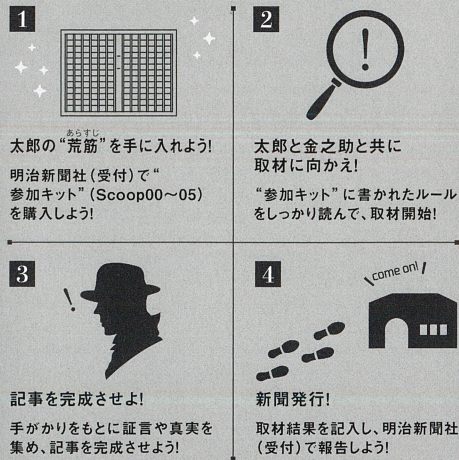 1
あらすじ
太郎の“荒筋”を手に入れよう!
明治新聞社(受付)で“
参加キット”(Scoop00〜05)
を購入しよう!
2
!
太郎と金之助と共に
取材に向かえ!
“参加キット”に書かれたルール
をしっかり読んで、取材開始!
3
!
記事を完成させよ!
手がかりをもとに証言や真実を
集め、記事を完成させよう!
4
come on!
新聞発行!
取材結果を記入し、明治新聞社
(受付)で報告しよう!